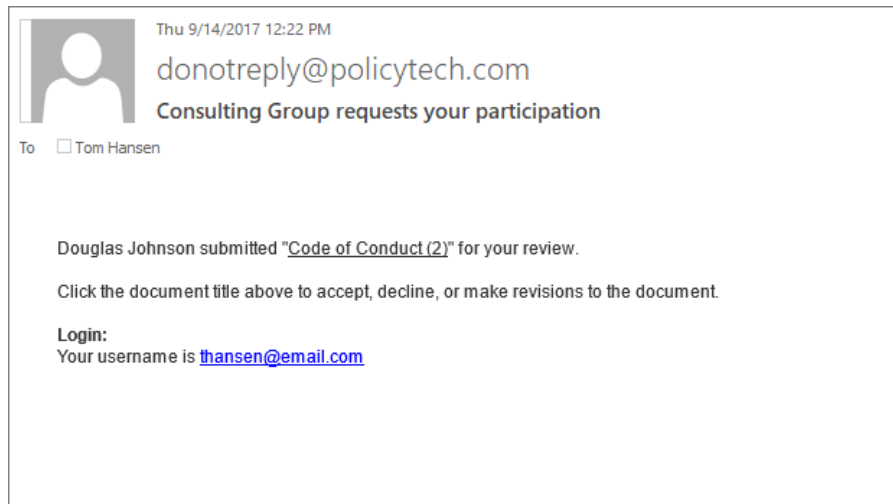 Thu 9/14/2017 12:22 PM
donotreply@policytech.com
Consulting Group requests your participation
To Tom Hansen
Douglas Johnson submitted "Code of Conduct (2)" for your review.
Click the document title above to accept, decline, or make revisions to the document.
Login:
Your username is thansen@email.com